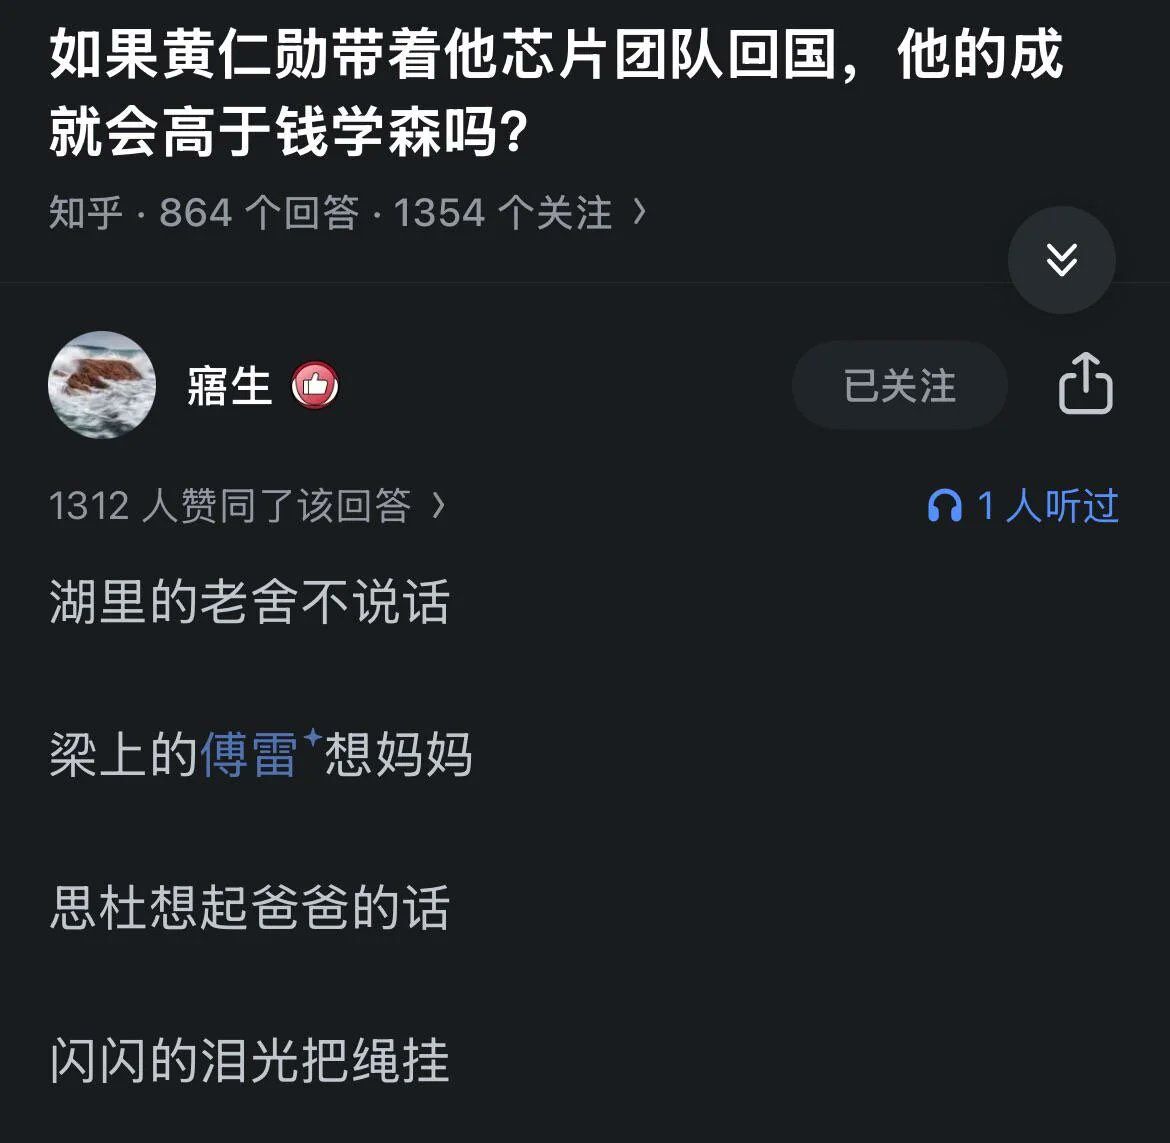 如果黄仁勋带着他芯片团队回国，他的成
就会高于钱学森吗？
知乎 · 864 个回答 · 1354 个关注 〉
寤生
已关注
1312 人赞同了该回答 〉
1 人听过
湖里的老舍不说话
梁上的傅雷想妈妈
思杜想起爸爸的话
闪闪的泪光把绳挂